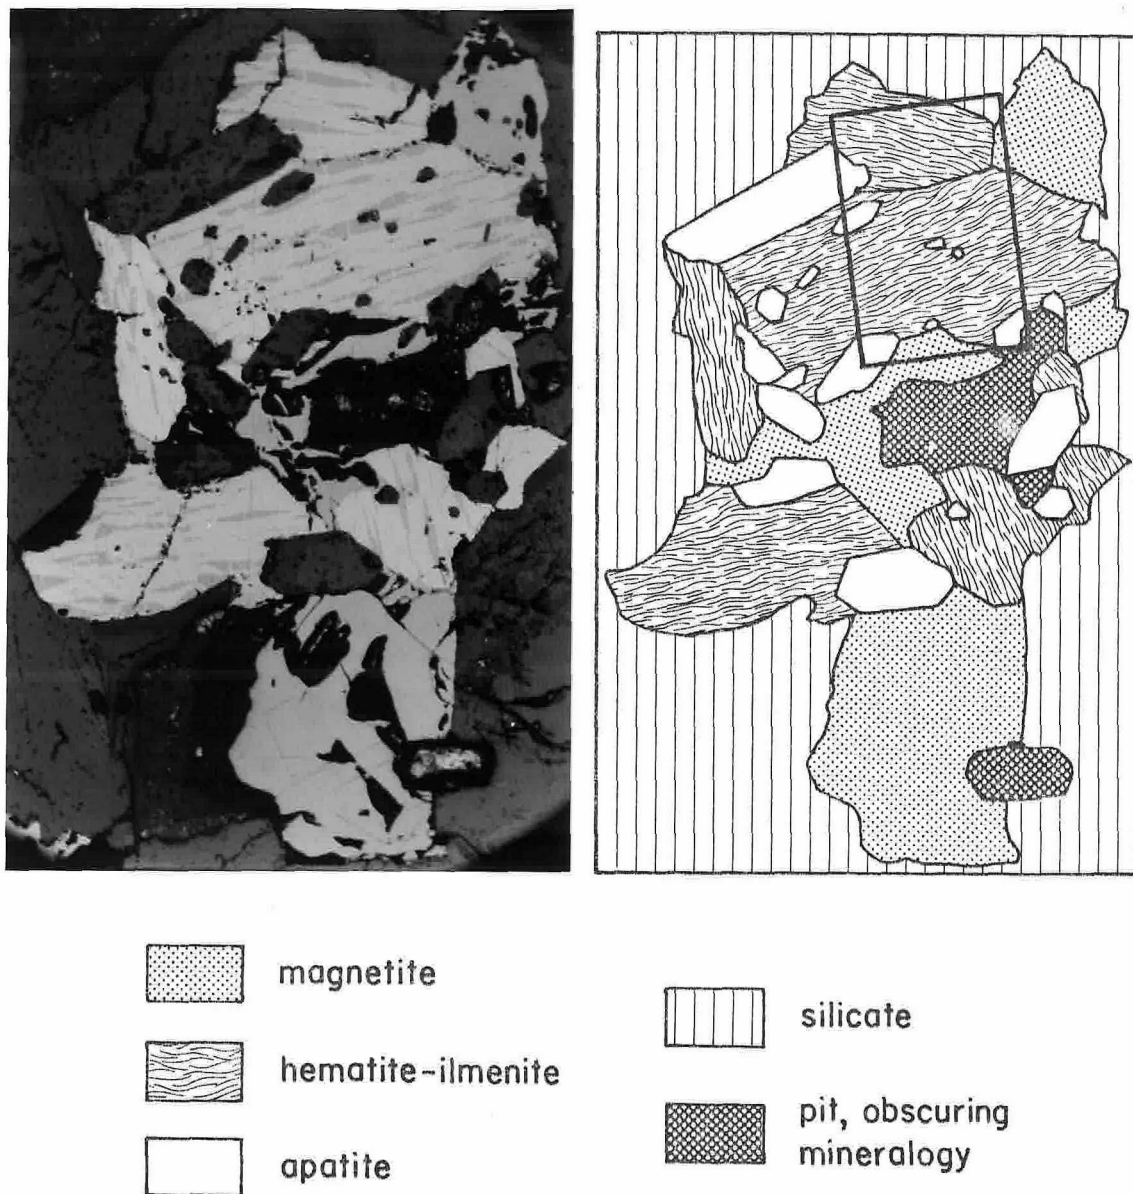 magnetite
hematite-ilmenite
apatite
silicate
pit, obscuring
mineralogy